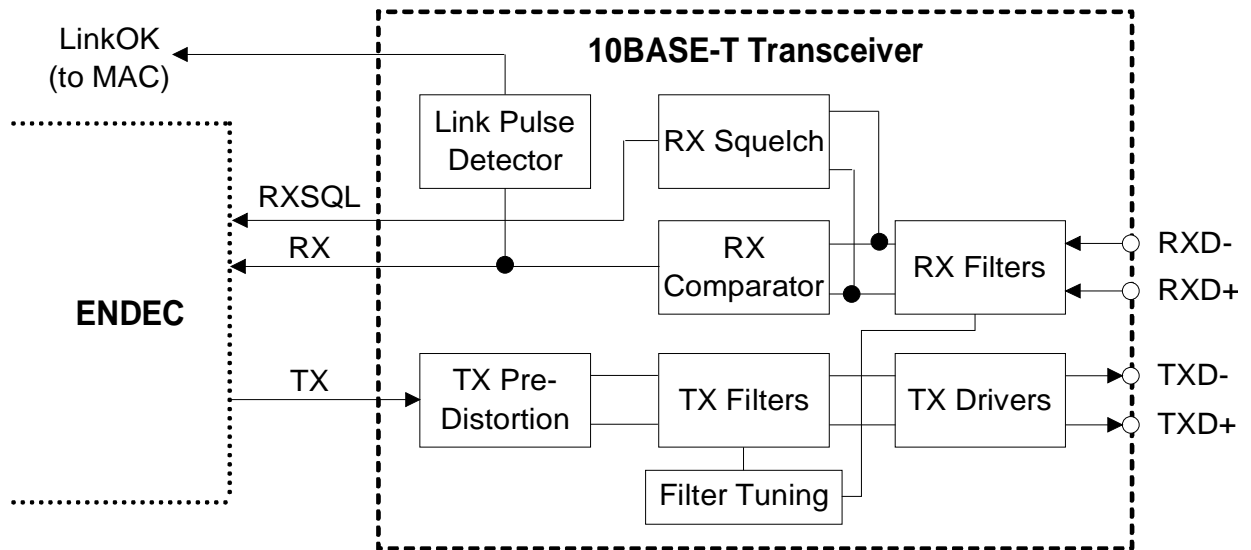 LinkOK
(to MAC)
10BASE-T Transceiver
Link Pulse
Detector
RX Squelch
RXSQL
RX
RX
Comparator
RX Filters
RXD-
RXD+
ENDEC
TX
TX Pre-
Distortion
TX Filters
TX Drivers
TXD-
TXD+
Filter Tuning